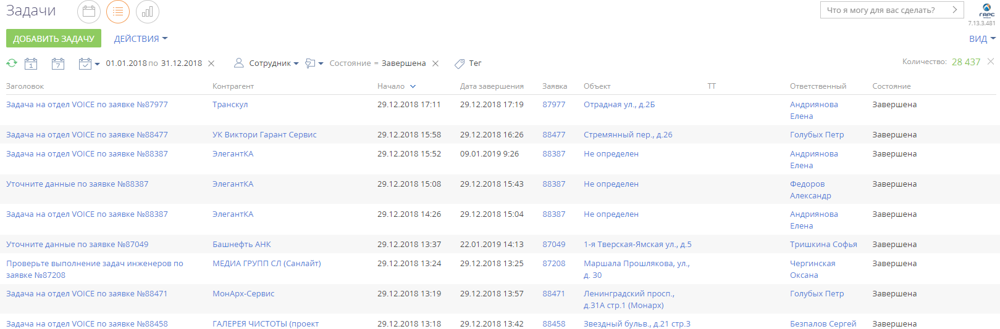 Задачи
Что я могу для вас сделать?
ГАРС
7.13.3.481
ДОБАВИТЬ ЗАДАЧУ ДЕЙСТВИЯ ВИД
1 7 01.01.2018 по 31.12.2018 Сотрудник Состояние = Завершена Тег Количество: 28 437
Заголовок Контрагент Начало Дата завершения Заявка Объект ТТ Ответственный Состояние
Задача на отдел VOICE по заявке №87977 Транскул 29.12.2018 17:11 29.12.2018 17:19 87977 Отрадная ул., д.2Б Андриянова Завершена
Елена
Задача на отдел VOICE по заявке №88477 УК Виктори Гарант Сервис 29.12.2018 15:58 29.12.2018 16:26 88477 Стремянный пер., д.26 Голубых Петр Завершена
Задача на отдел VOICE по заявке №88387 ЭлегантКА 29.12.2018 15:52 09.01.2019 9:26 88387 Не определен Андриянова Завершена
Елена
Уточните данные по заявке №88387 ЭлегантКА 29.12.2018 15:08 29.12.2018 15:43 88387 Не определен Федоров Завершена
Александр
Задача на отдел VOICE по заявке №88387 ЭлегантКА 29.12.2018 14:26 29.12.2018 15:04 88387 Не определен Андриянова Завершена
Елена
Уточните данные по заявке №87049 Башнефть АНК 29.12.2018 13:37 22.01.2019 14:13 87049 1-я Тверская-Ямская ул., д.5 Тришкина Софья Завершена
Проверьте выполнение задач инженеров по МЕДИА ГРУПП СЛ (Санлайт) 29.12.2018 13:24 29.12.2018 13:25 87208 Маршала Прошлякова, ул., Чергинская Завершена
заявке №87208 д. 30 Оксана
Задача на отдел VOICE по заявке №88471 МонАрх-Сервис 29.12.2018 13:19 29.12.2018 13:57 88471 Ленинградский просп., Голубых Петр Завершена
д.31А стр.1 (Монарх)
Задача на отдел VOICE по заявке №88458 ГАЛЕРЕЯ ЧИСТОТЫ (проект 29.12.2018 13:18 29.12.2018 13:42 88458 Звездный бульв., д.21 стр.3 Безпалов Сергей Завершена